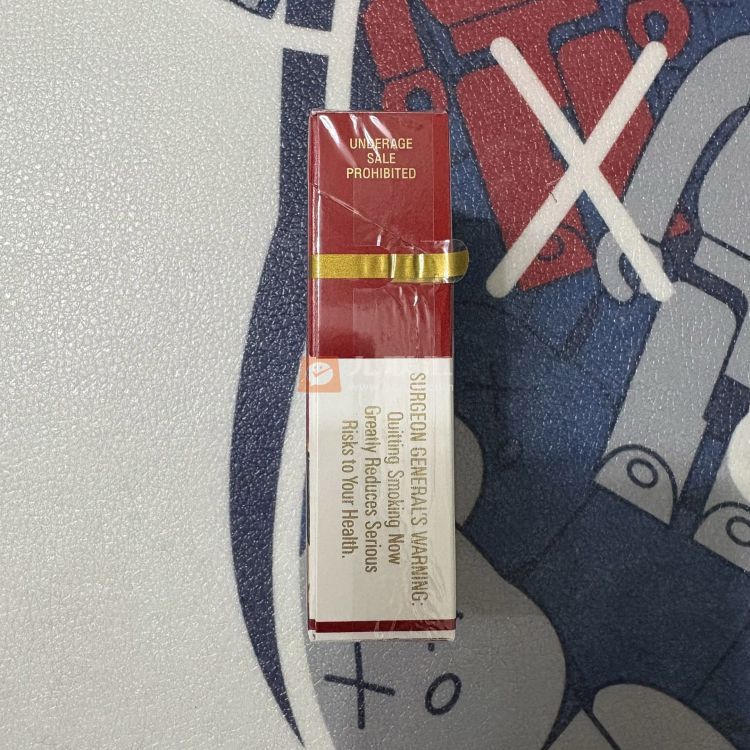 UNDERAGE
SALE
PROHIBITED
SURGEON GENERAL'S WARNING:
Quitting Smoking Now
Greatly Reduces Serious
Risks to Your Health.